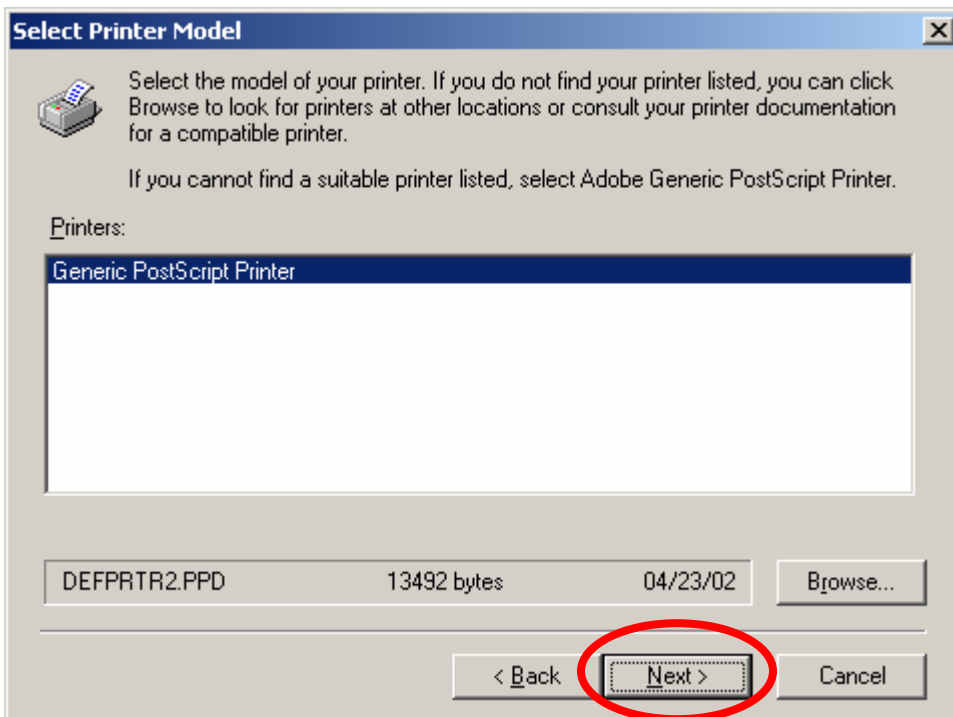 Select Printer Model
Select the model of your printer. If you do not find your printer listed, you can click
Browse to look for printers at other locations or consult your printer documentation
for a compatible printer.
If you cannot find a suitable printer listed, select Adobe Generic PostScript Printer.
Printers:
Generic PostScript Printer
DEFPRTR2.PPD 13492 bytes 04/23/02 Browse...
< Back Next > Cancel